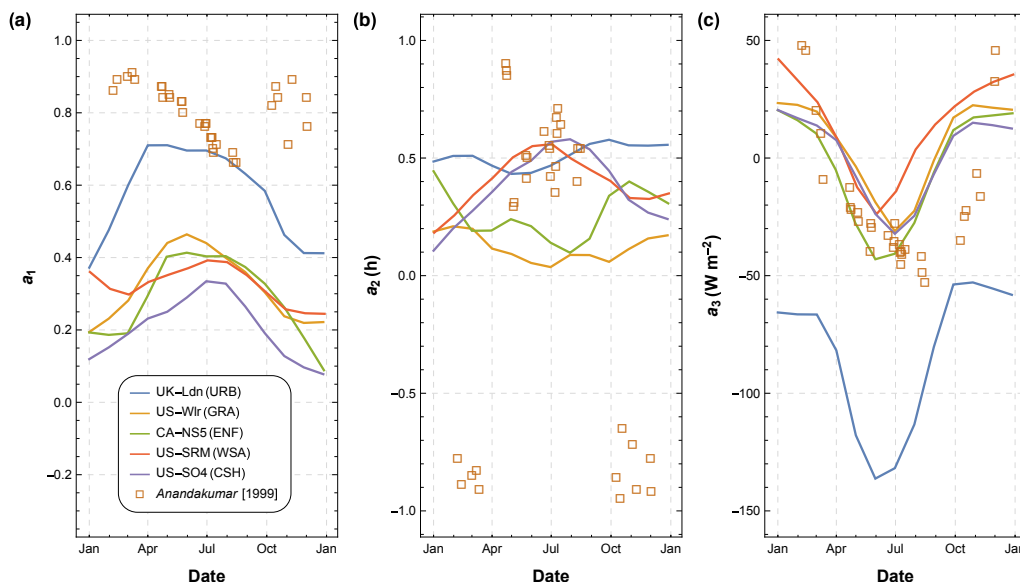 (a)
1.0
0.8
0.6
0.4
0.2
0.0
−0.2
a1
Jan Apr Jul Oct Jan
Date
UK–Ldn (URB)
US–Wlr (GRA)
CA–NS5 (ENF)
US–SRM (WSA)
US–SO4 (CSH)
Anandakumar [1999]
(b)
1.0
0.5
0.0
−0.5
−1.0
a2 (h)
Jan Apr Jul Oct Jan
Date
(c)
50
0
−50
−100
−150
a3 (W m−2)
Jan Apr Jul Oct Jan
Date